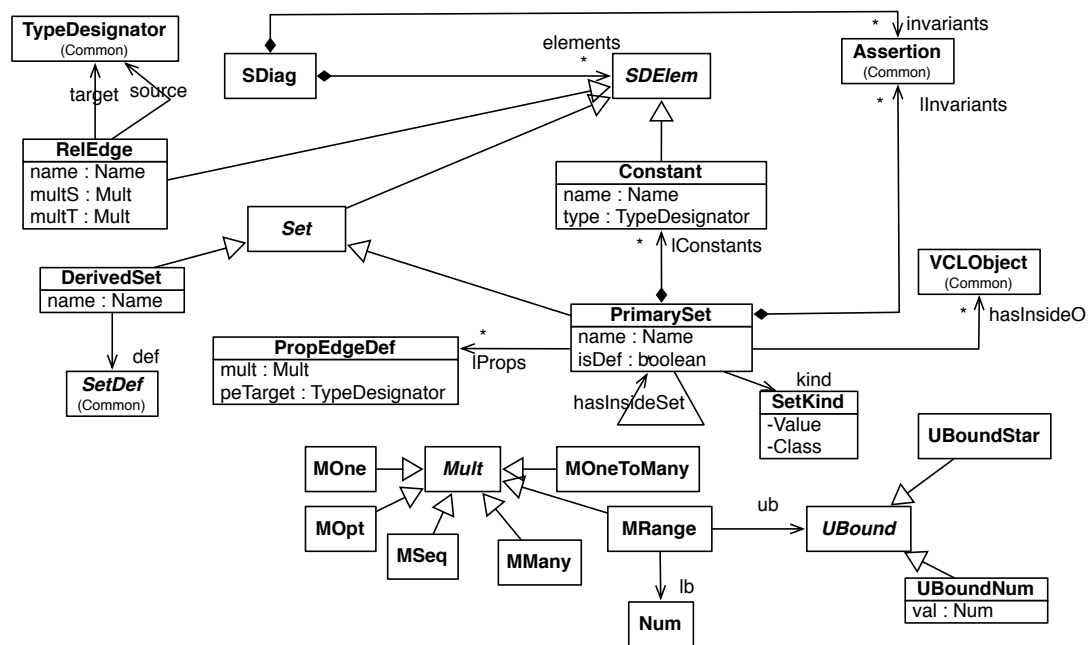 TypeDesignator
(Common)
target
source
SDiag
elements
*
SDElem
* invariants
Assertion
(Common)
* lInvariants
RelEdge
name : Name
multS : Mult
multT : Mult
Constant
name : Name
type : TypeDesignator
Set
* lConstants
VCLObject
(Common)
* hasInsideO
DerivedSet
name : Name
def
SetDef
(Common)
PrimarySet
name : Name
isDef : boolean
*
hasInsideSet
PropEdgeDef
mult : Mult
peTarget : TypeDesignator
*
lProps
kind
SetKind
-Value
-Class
MOne
Mult
MOneToMany
MOpt
MSeq
MMany
MRange
ub
lb
Num
UBoundStar
UBound
UBoundNum
val : Num